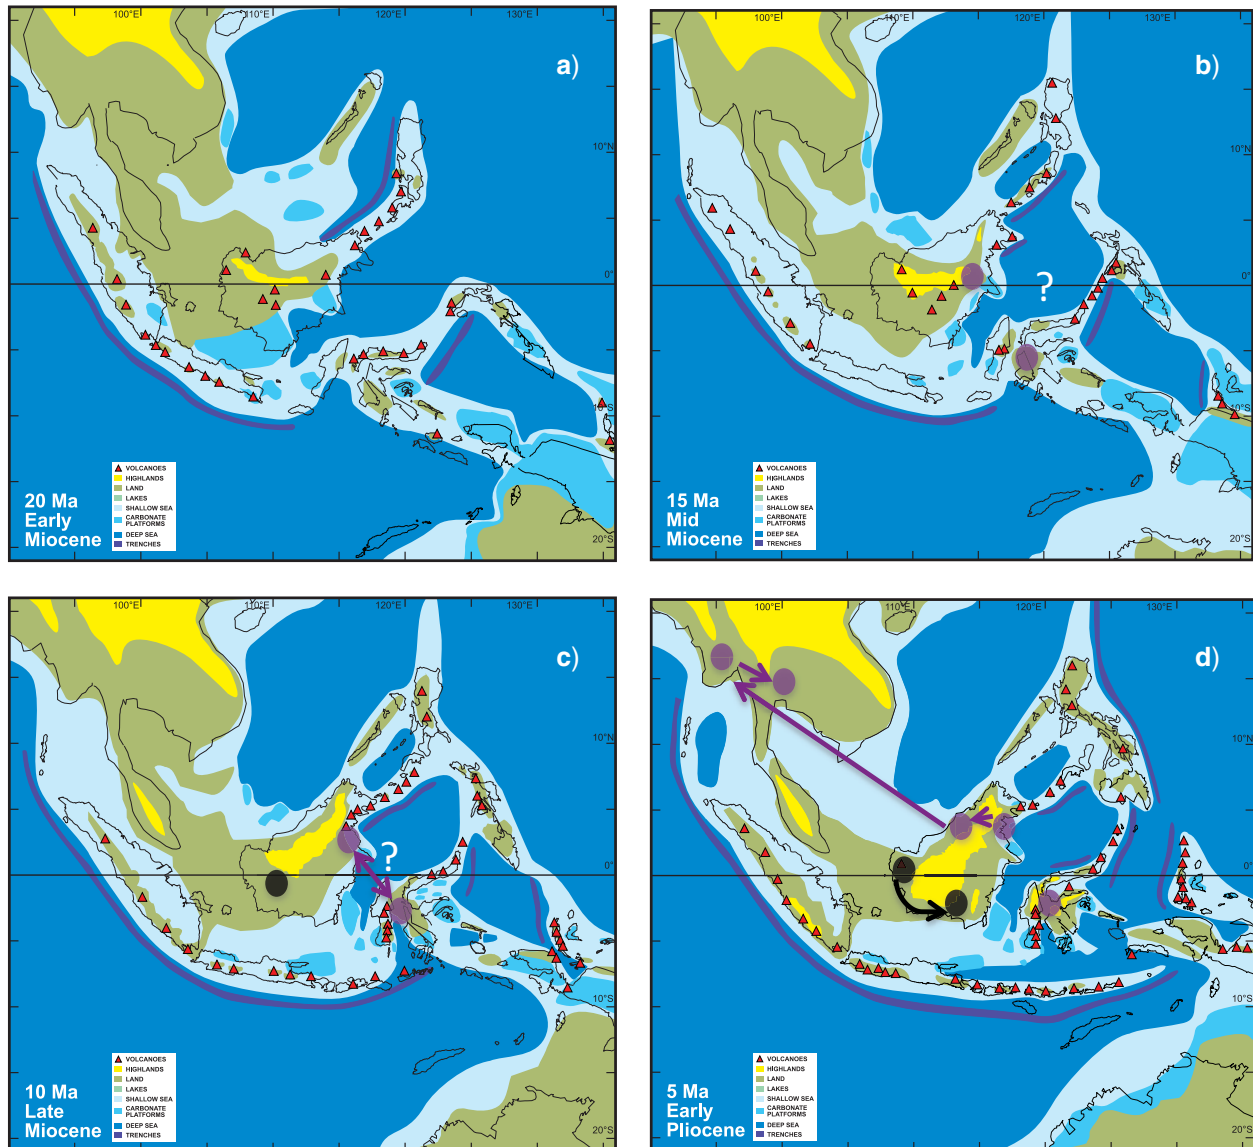 100°E 110°E 120°E 130°E
a)
10°N
0°
10°S
20°S
20 Ma
Early
Miocene
VOLCANOES
HIGHLANDS
LAND
LAKES
SHALLOW SEA
CARBONATE
PLATFORMS
DEEP SEA
TRENCHES
100°E 110°E 120°E 130°E
b)
10°N
0°
?
10°S
20°S
15 Ma
Mid
Miocene
VOLCANOES
HIGHLANDS
LAND
LAKES
SHALLOW SEA
CARBONATE
PLATFORMS
DEEP SEA
TRENCHES
100°E 110°E 120°E 130°E
c)
10°N
?
0°
10°S
20°S
10 Ma
Late
Miocene
VOLCANOES
HIGHLANDS
LAND
LAKES
SHALLOW SEA
CARBONATE
PLATFORMS
DEEP SEA
TRENCHES
100°E 110°E 120°E 130°E
d)
10°N
0°
10°S
20°S
5 Ma
Early
Pliocene
VOLCANOES
HIGHLANDS
LAND
LAKES
SHALLOW SEA
CARBONATE
PLATFORMS
DEEP SEA
TRENCHES